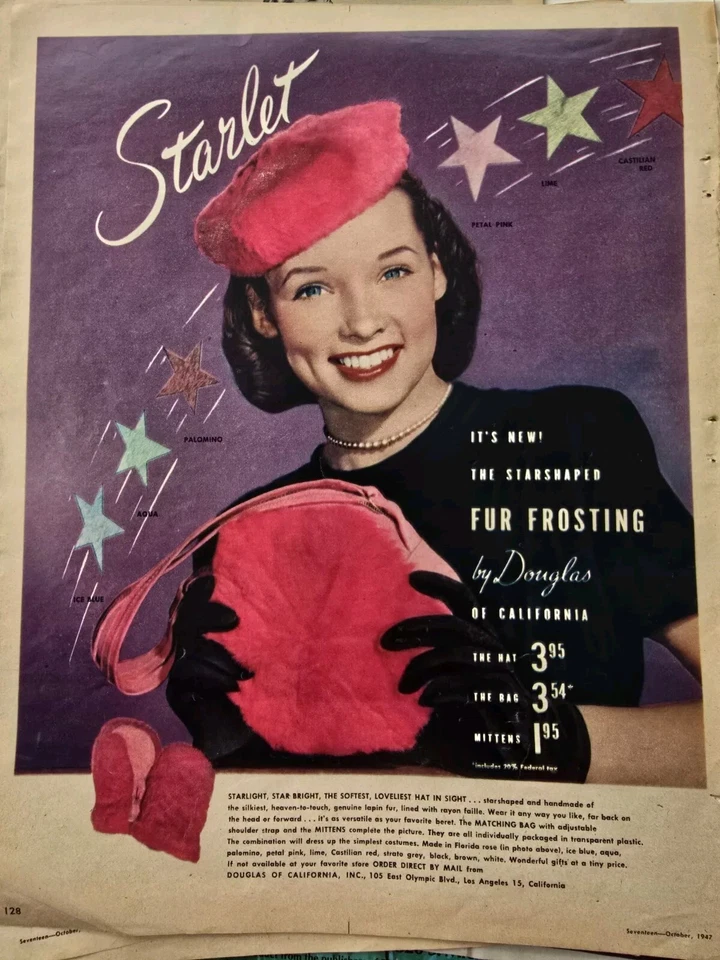 Starlet
CASTILIAN
RED
LIME
PETAL-PINK
PALOMINO
AQUA
ICE BLUE
IT'S NEW!
THE STARSHAPED
FUR FROSTING
by Douglas
OF CALIFORNIA
THE HAT 3.95
THE BAG 3.54*
MITTENS 1.95
*includes 20% Federal tax
STARLIGHT, STAR BRIGHT, THE SOFTEST, LOVELIEST HAT IN SIGHT . . . starshaped and handmade of
the silkiest, heaven-to-touch, genuine lapin fur, lined with rayon faille. Wear it any way you like, far back on
the head or forward . . . it's as versatile as your favorite beret. The MATCHING BAG with adjustable
shoulder strap and the MITTENS complete the picture. They are all individually packaged in transparent plastic.
The combination will dress up the simplest costumes. Made in Florida rose (in photo above), ice blue, aqua,
palomino, petal pink, lime, Castilian red, strato grey, black, brown, white. Wonderful gifts at a tiny price.
If not available at your favorite store ORDER DIRECT BY MAIL from
DOUGLAS OF CALIFORNIA, INC., 105 East Olympic Blvd., Los Angeles 15, California
128
Seventeen—October,
Seventeen—October, 1947
from the publisher